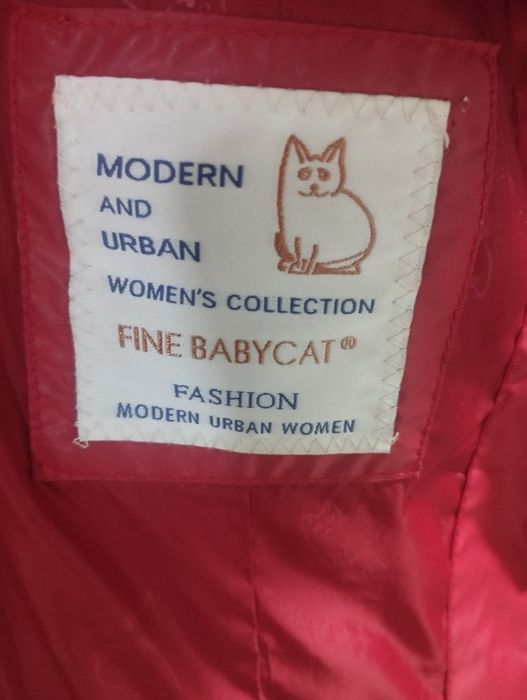 MODERN
AND
URBAN
WOMEN'S COLLECTION
FINE BABYCAT®
FASHION
MODERN URBAN WOMEN